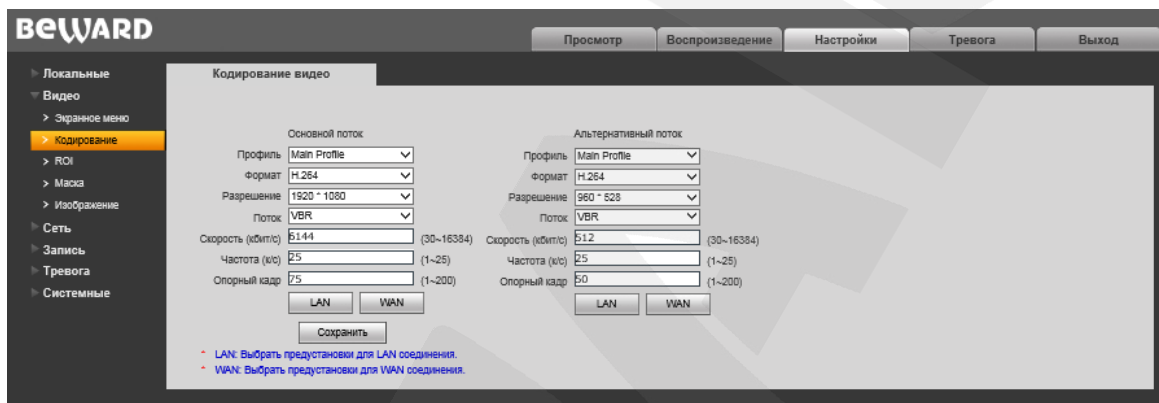 BEWARD
Просмотр Воспроизведение Настройки Тревога Выход
Локальные
Видео
> Экранное меню
> Кодирование
> ROI
> Маска
> Изображение
Сеть
Запись
Тревога
Системные
Кодирование видео
Основной поток
Профиль Main Profile
Формат H.264
Разрешение 1920 * 1080
Поток VBR
Скорость (кбит/с) 6144 (30~16384)
Частота (к/с) 25 (1~25)
Опорный кадр 75 (1~200)
LAN WAN
Альтернативный поток
Профиль Main Profile
Формат H.264
Разрешение 960 * 528
Поток VBR
Скорость (кбит/с) 512 (30~16384)
Частота (к/с) 25 (1~25)
Опорный кадр 50 (1~200)
LAN WAN
Сохранить
* LAN: Выбрать предустановки для LAN соединения.
* WAN: Выбрать предустановки для WAN соединения.